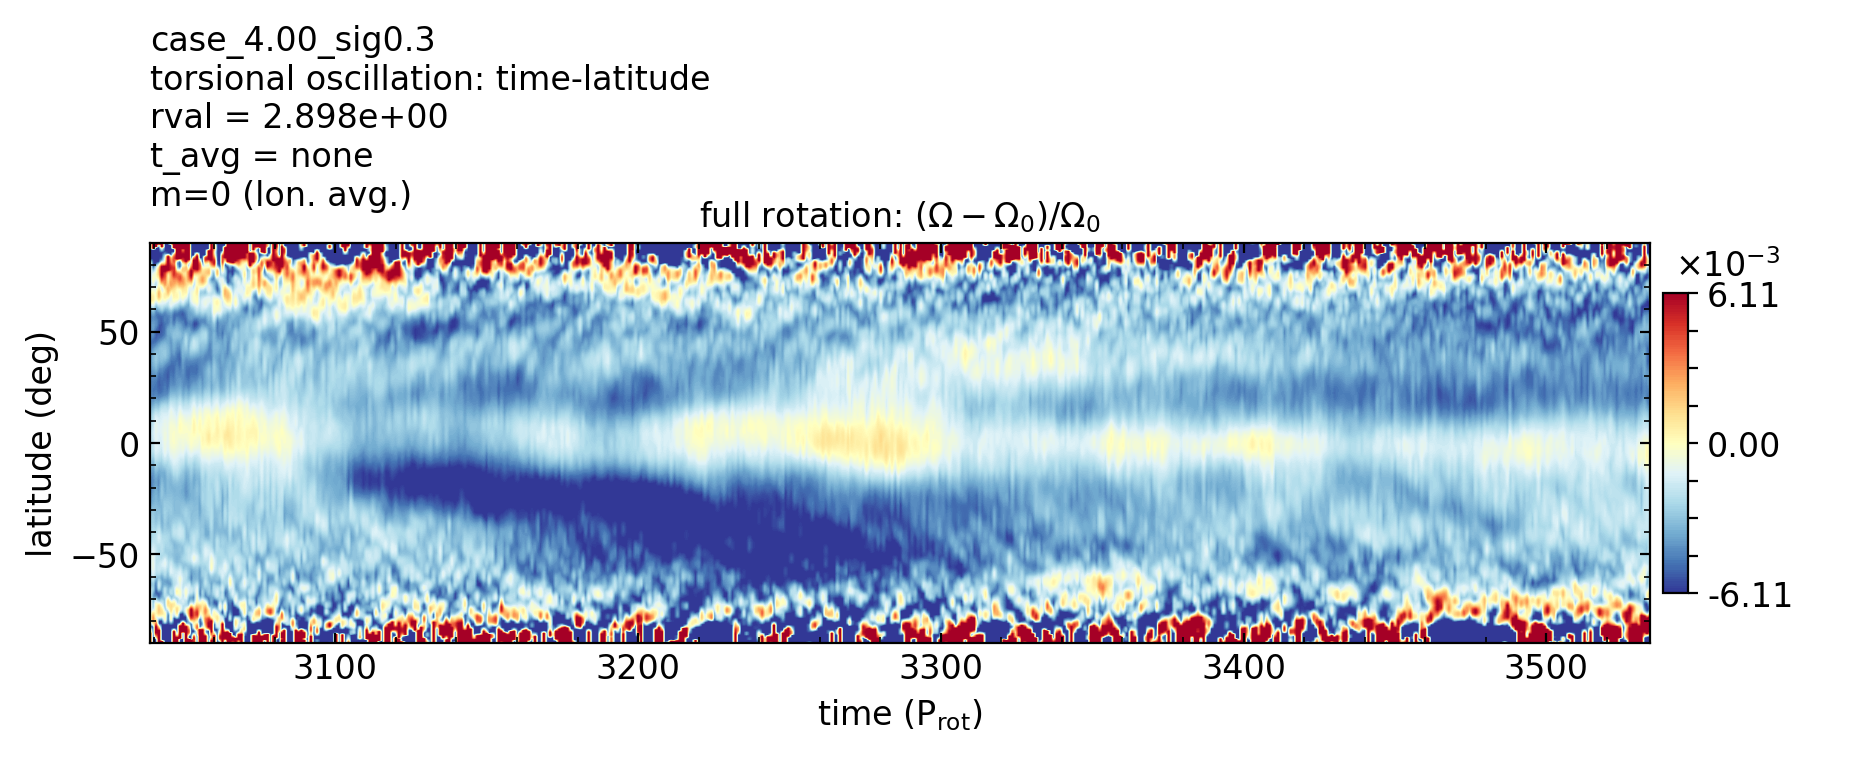 case_4.00_sig0.3
torsional oscillation: time-latitude
rval = 2.898e+00
t_avg = none
m=0 (lon. avg.)
full rotation: (Ω − Ω₀)/Ω₀
×10⁻³
6.11
0.00
-6.11
latitude (deg)
50
0
−50
3100 3200 3300 3400 3500
time (P_rot)